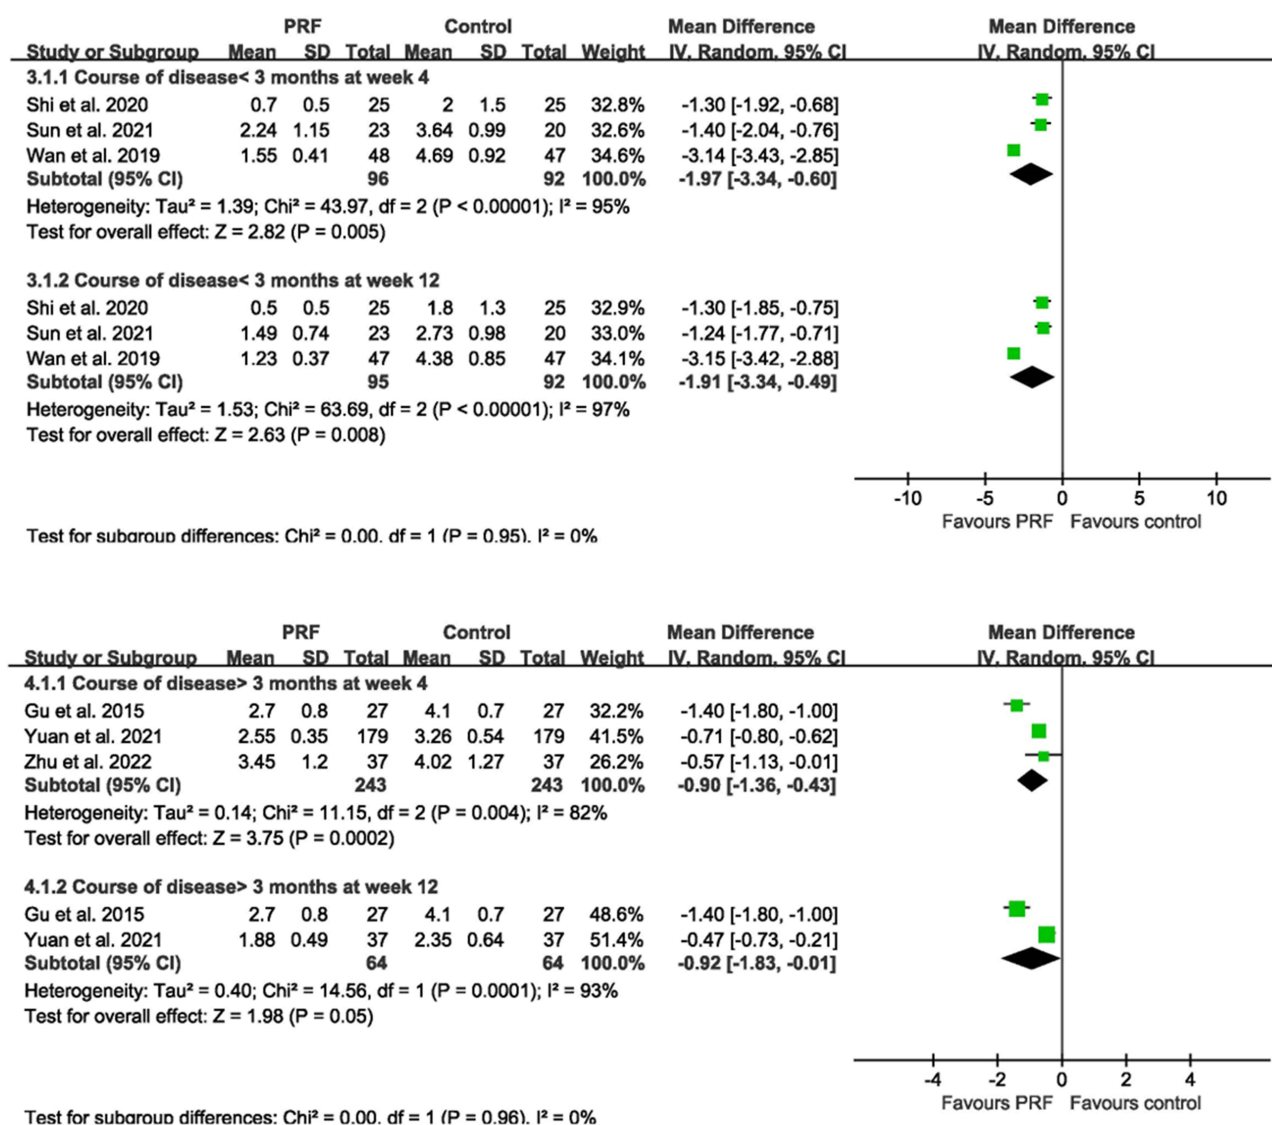 PRF Control Mean Difference Mean Difference
Study or Subgroup Mean SD Total Mean SD Total Weight IV. Random. 95% CI IV. Random. 95% CI
3.1.1 Course of disease< 3 months at week 4
Shi et al. 2020 0.7 0.5 25 2 1.5 25 32.8% -1.30 [-1.92, -0.68]
Sun et al. 2021 2.24 1.15 23 3.64 0.99 20 32.6% -1.40 [-2.04, -0.76]
Wan et al. 2019 1.55 0.41 48 4.69 0.92 47 34.6% -3.14 [-3.43, -2.85]
Subtotal (95% CI) 96 92 100.0% -1.97 [-3.34, -0.60]
Heterogeneity: Tau² = 1.39; Chi² = 43.97, df = 2 (P < 0.00001); I² = 95%
Test for overall effect: Z = 2.82 (P = 0.005)
3.1.2 Course of disease< 3 months at week 12
Shi et al. 2020 0.5 0.5 25 1.8 1.3 25 32.9% -1.30 [-1.85, -0.75]
Sun et al. 2021 1.49 0.74 23 2.73 0.98 20 33.0% -1.24 [-1.77, -0.71]
Wan et al. 2019 1.23 0.37 47 4.38 0.85 47 34.1% -3.15 [-3.42, -2.88]
Subtotal (95% CI) 95 92 100.0% -1.91 [-3.34, -0.49]
Heterogeneity: Tau² = 1.53; Chi² = 63.69, df = 2 (P < 0.00001); I² = 97%
Test for overall effect: Z = 2.63 (P = 0.008)
-10 -5 0 5 10
Favours PRF Favours control
Test for subgroup differences: Chi² = 0.00. df = 1 (P = 0.95). I² = 0%
PRF Control Mean Difference Mean Difference
Study or Subgroup Mean SD Total Mean SD Total Weight IV. Random. 95% CI IV. Random. 95% CI
4.1.1 Course of disease> 3 months at week 4
Gu et al. 2015 2.7 0.8 27 4.1 0.7 27 32.2% -1.40 [-1.80, -1.00]
Yuan et al. 2021 2.55 0.35 179 3.26 0.54 179 41.5% -0.71 [-0.80, -0.62]
Zhu et al. 2022 3.45 1.2 37 4.02 1.27 37 26.2% -0.57 [-1.13, -0.01]
Subtotal (95% CI) 243 243 100.0% -0.90 [-1.36, -0.43]
Heterogeneity: Tau² = 0.14; Chi² = 11.15, df = 2 (P = 0.004); I² = 82%
Test for overall effect: Z = 3.75 (P = 0.0002)
4.1.2 Course of disease> 3 months at week 12
Gu et al. 2015 2.7 0.8 27 4.1 0.7 27 48.6% -1.40 [-1.80, -1.00]
Yuan et al. 2021 1.88 0.49 37 2.35 0.64 37 51.4% -0.47 [-0.73, -0.21]
Subtotal (95% CI) 64 64 100.0% -0.92 [-1.83, -0.01]
Heterogeneity: Tau² = 0.40; Chi² = 14.56, df = 1 (P = 0.0001); I² = 93%
Test for overall effect: Z = 1.98 (P = 0.05)
-4 -2 0 2 4
Favours PRF Favours control
Test for subgroup differences: Chi² = 0.00. df = 1 (P = 0.96). I² = 0%